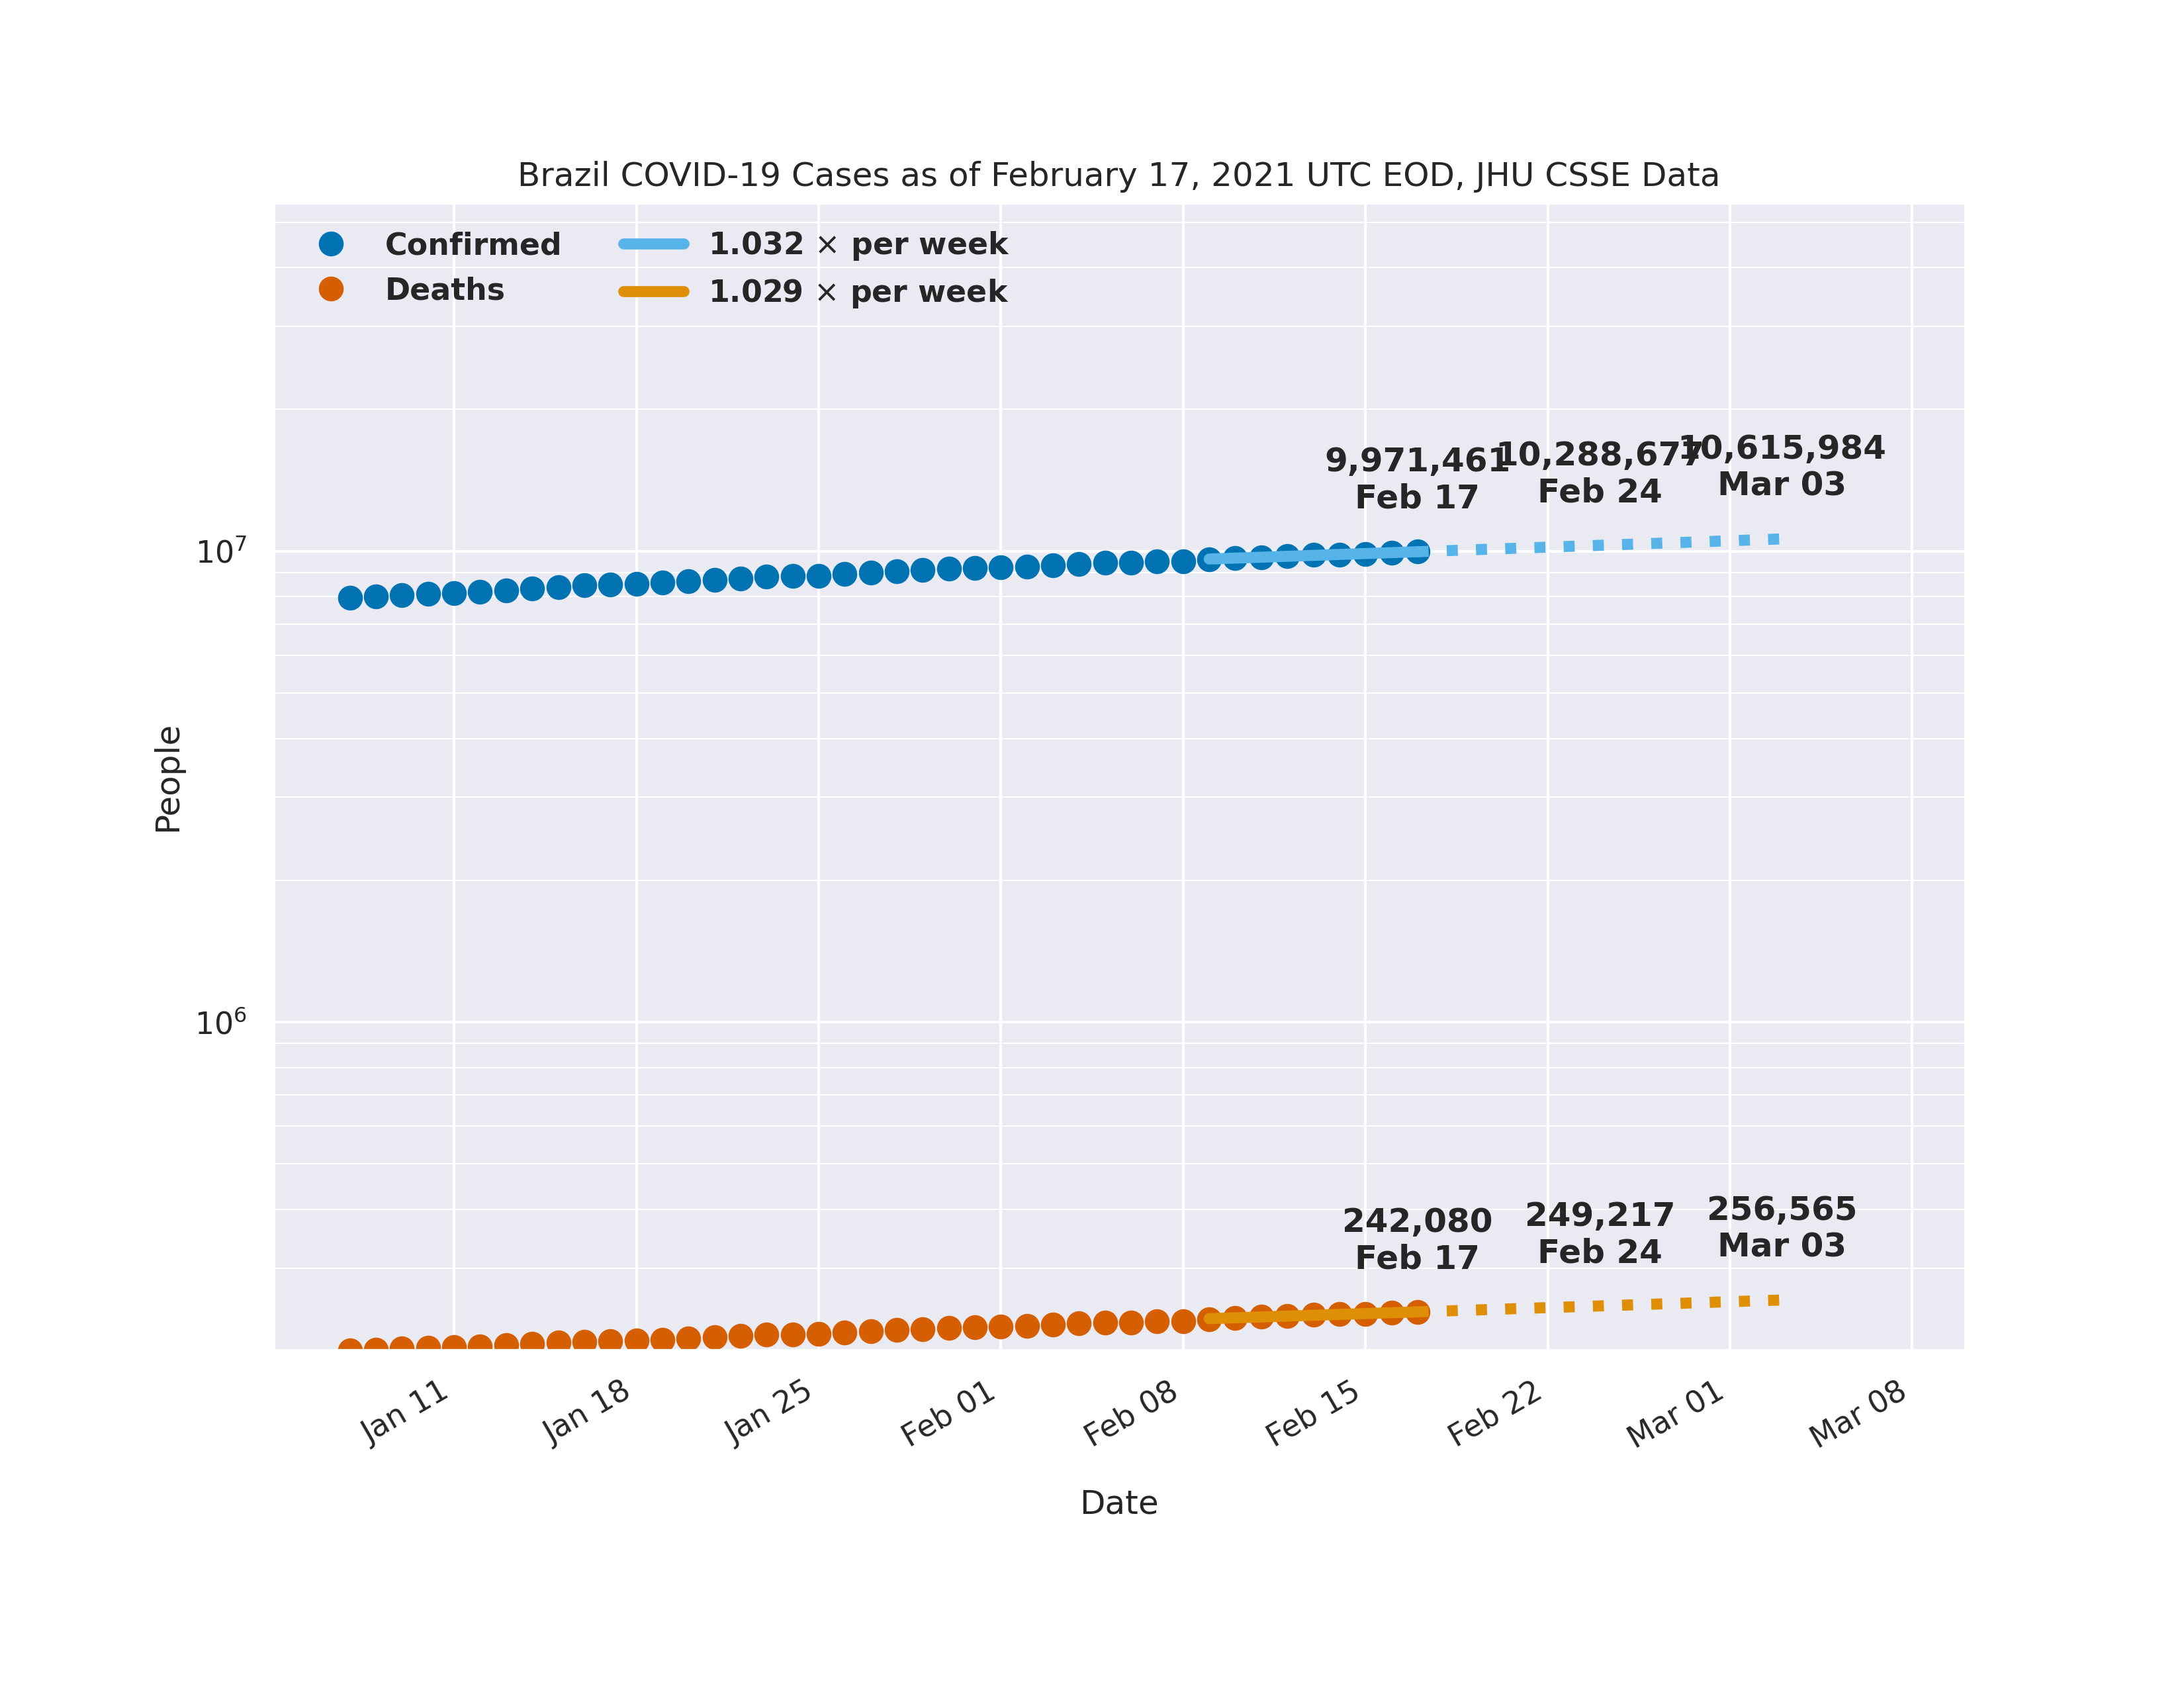 Brazil COVID-19 Cases as of February 17, 2021 UTC EOD, JHU CSSE Data
Confirmed
Deaths
1.032 × per week
1.029 × per week
9,971,461
Feb 17
10,288,677
Feb 24
10,615,984
Mar 03
10⁷
People
10⁶
242,080
Feb 17
249,217
Feb 24
256,565
Mar 03
Jan 11
Jan 18
Jan 25
Feb 01
Feb 08
Feb 15
Feb 22
Mar 01
Mar 08
Date